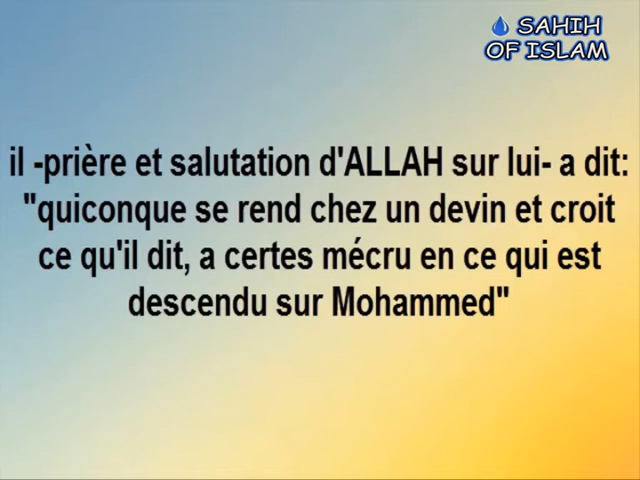 SAHIH
OF ISLAM
il -prière et salutation d'ALLAH sur lui- a dit:
"quiconque se rend chez un devin et croit
ce qu'il dit, a certes mécru en ce qui est
descendu sur Mohammed"